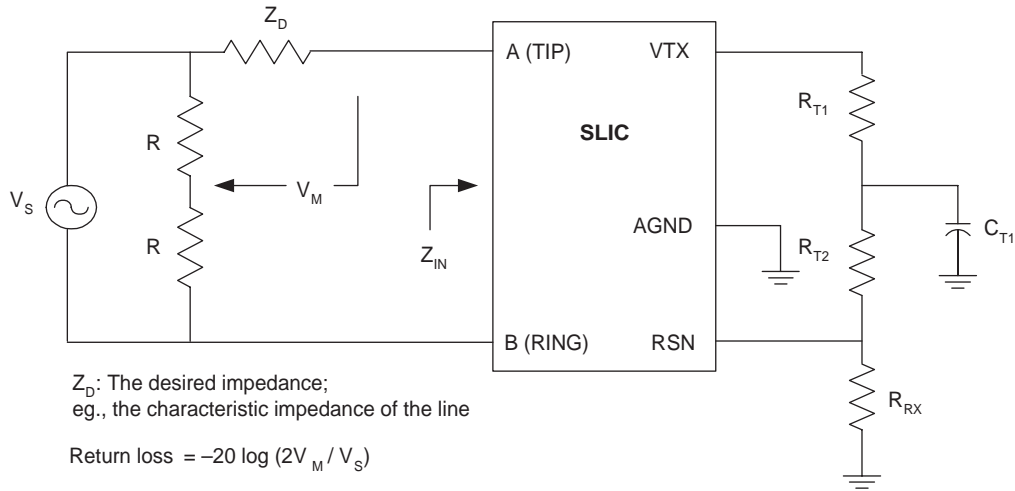 Z_D
A (TIP)
VTX
R_T1
SLIC
R
V_M
V_S
R
Z_IN
AGND
R_T2
C_T1
B (RING)
RSN
R_RX
Z_D: The desired impedance;
eg., the characteristic impedance of the line
Return loss = –20 log (2V_M / V_S)